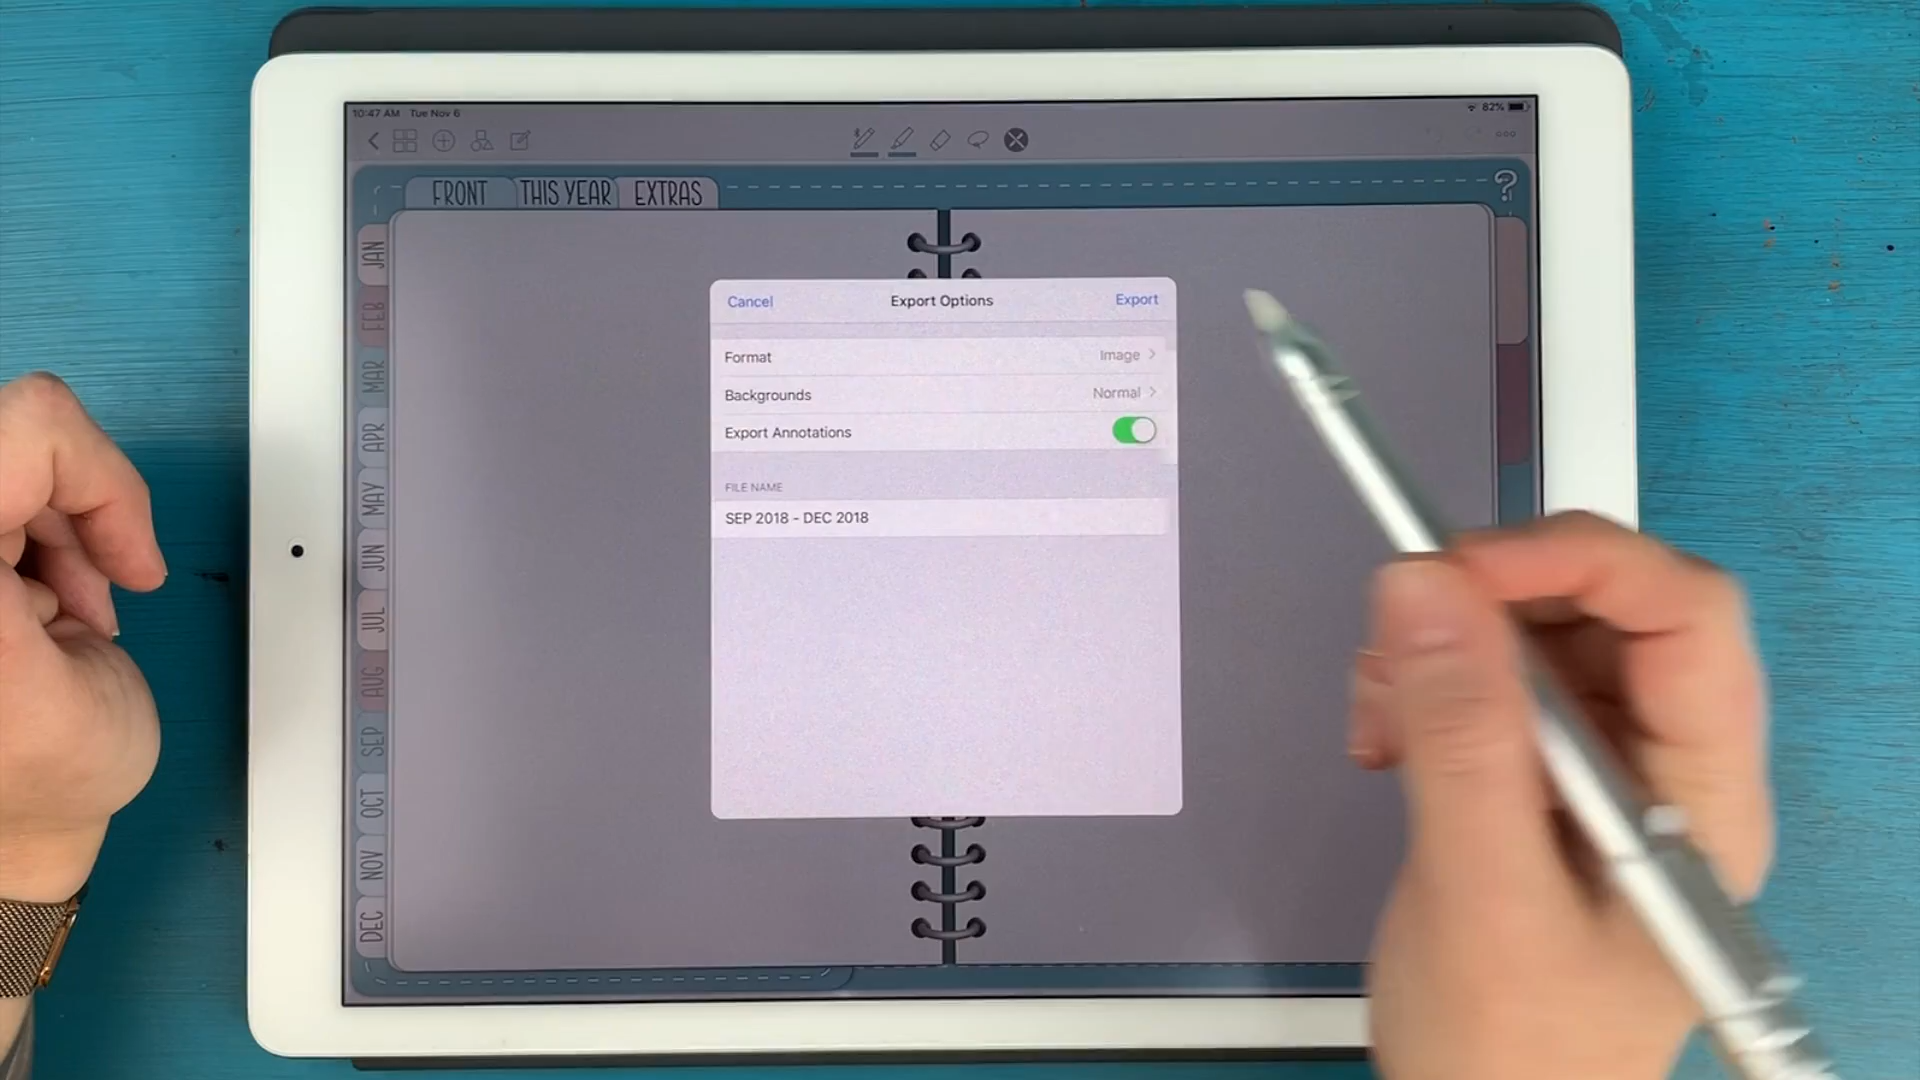 10:47 AM Tue Nov 6
82%
FRONT THIS YEAR EXTRAS
?
JAN
FEB
MAR
APR
MAY
JUN
JUL
AUG
SEP
OCT
NOV
DEC
Cancel Export Options Export
Format Image
Backgrounds Normal
Export Annotations
FILE NAME
SEP 2018 - DEC 2018